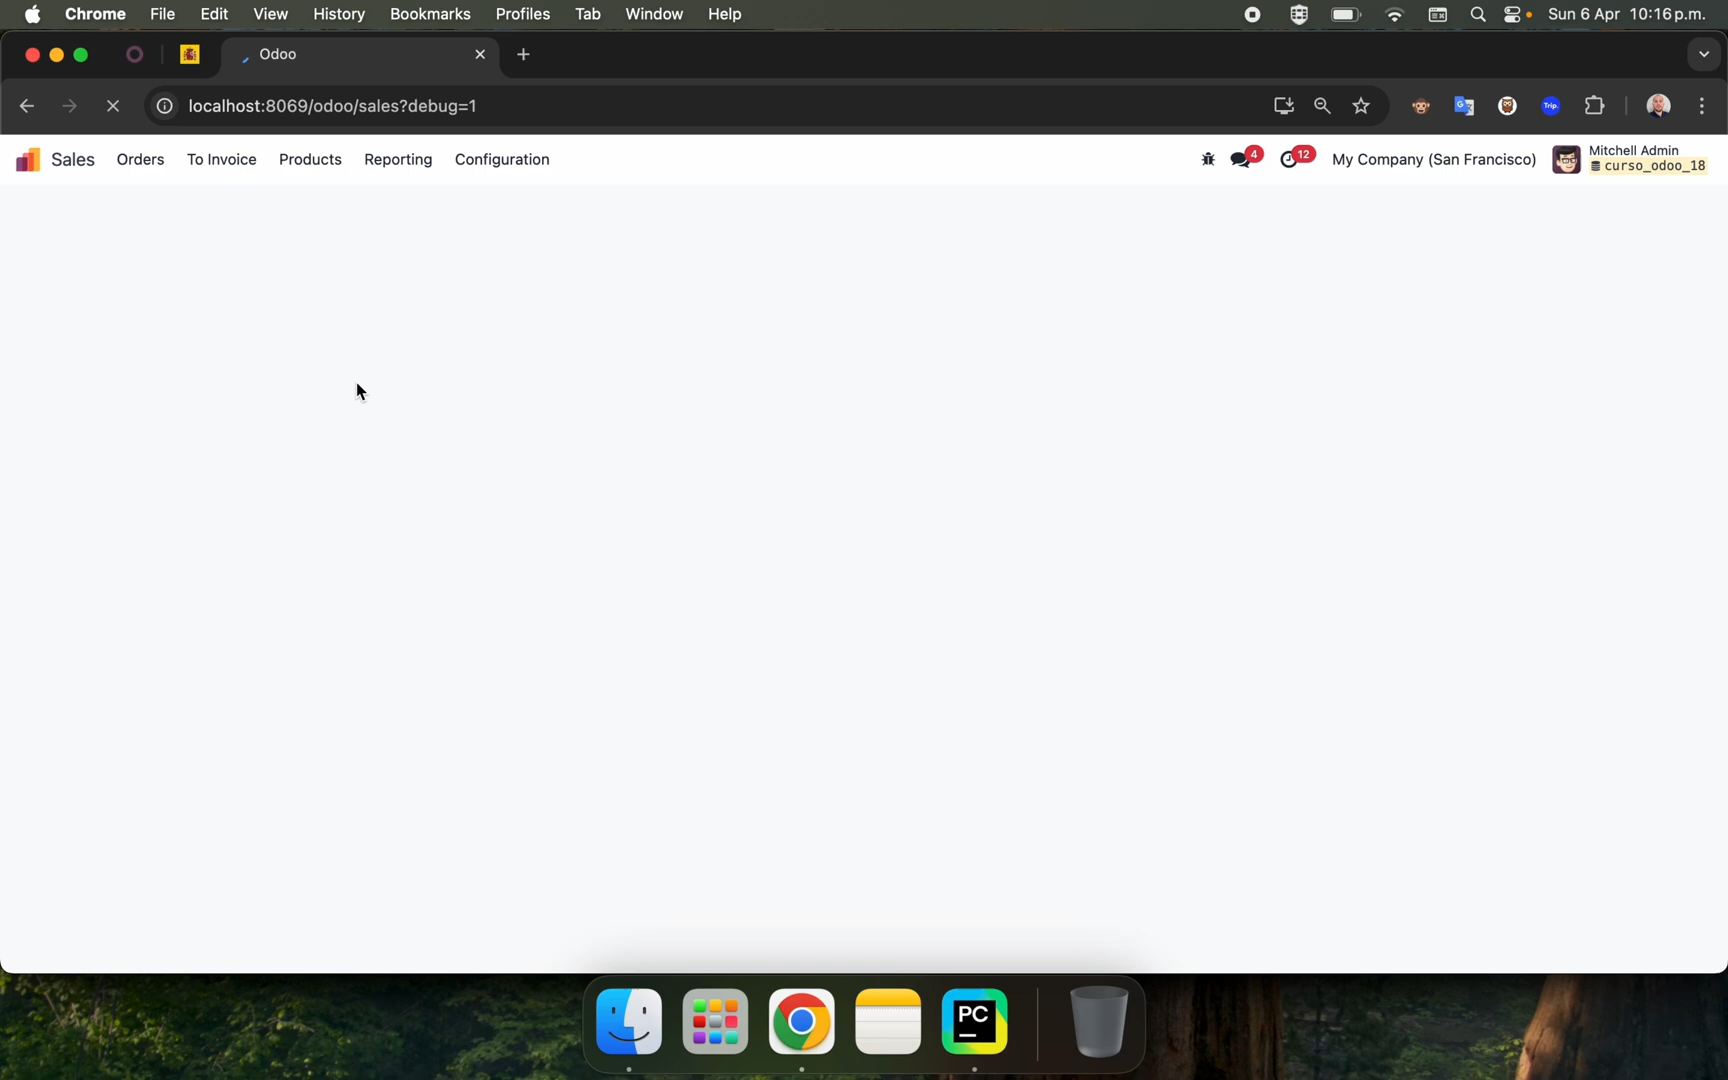 Chrome File Edit View History Bookmarks Profiles Tab Window Help Sun 6 Apr 10:16 p.m.
Odoo
localhost:8069/odoo/sales?debug=1 Trip.
Sales Orders To Invoice Products Reporting Configuration 4 12 My Company (San Francisco) Mitchell Admin
curso_odoo_18
PC